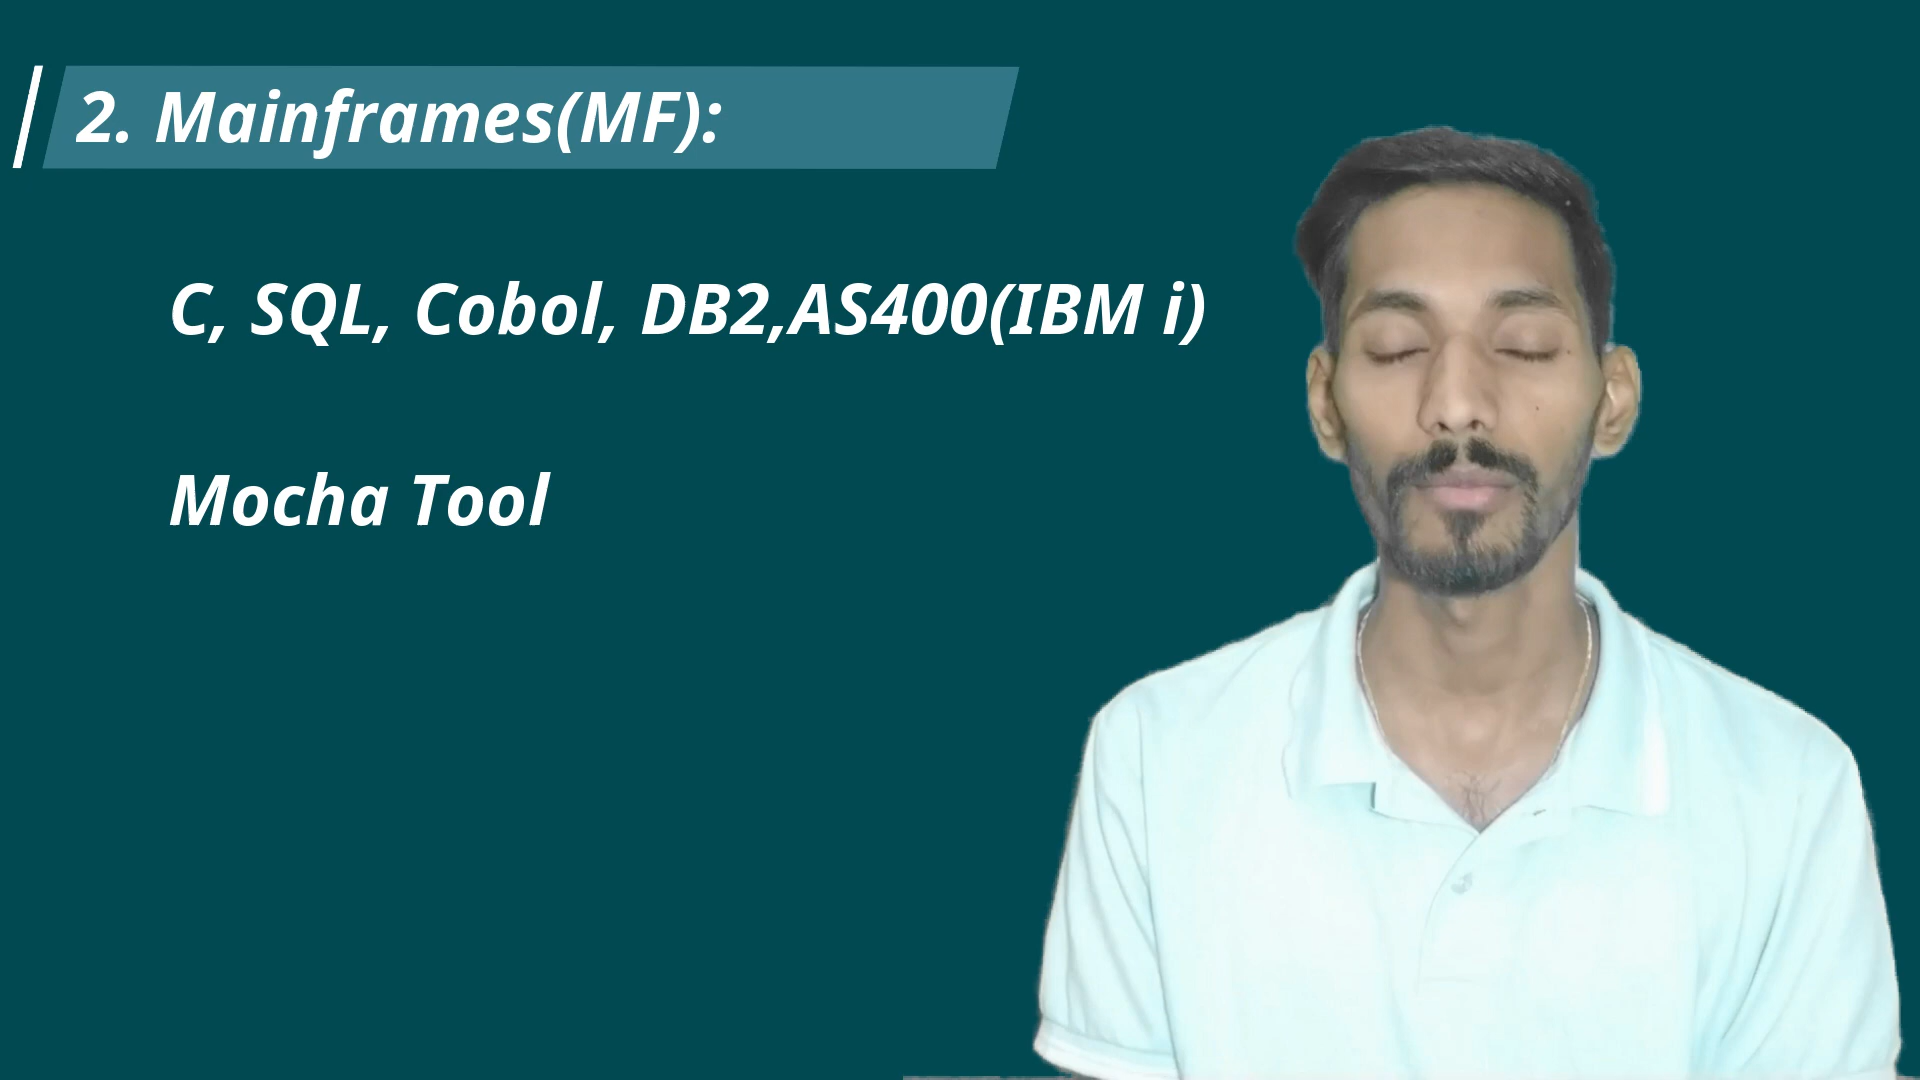 2. Mainframes(MF):
C, SQL, Cobol, DB2,AS400(IBM i)
Mocha Tool